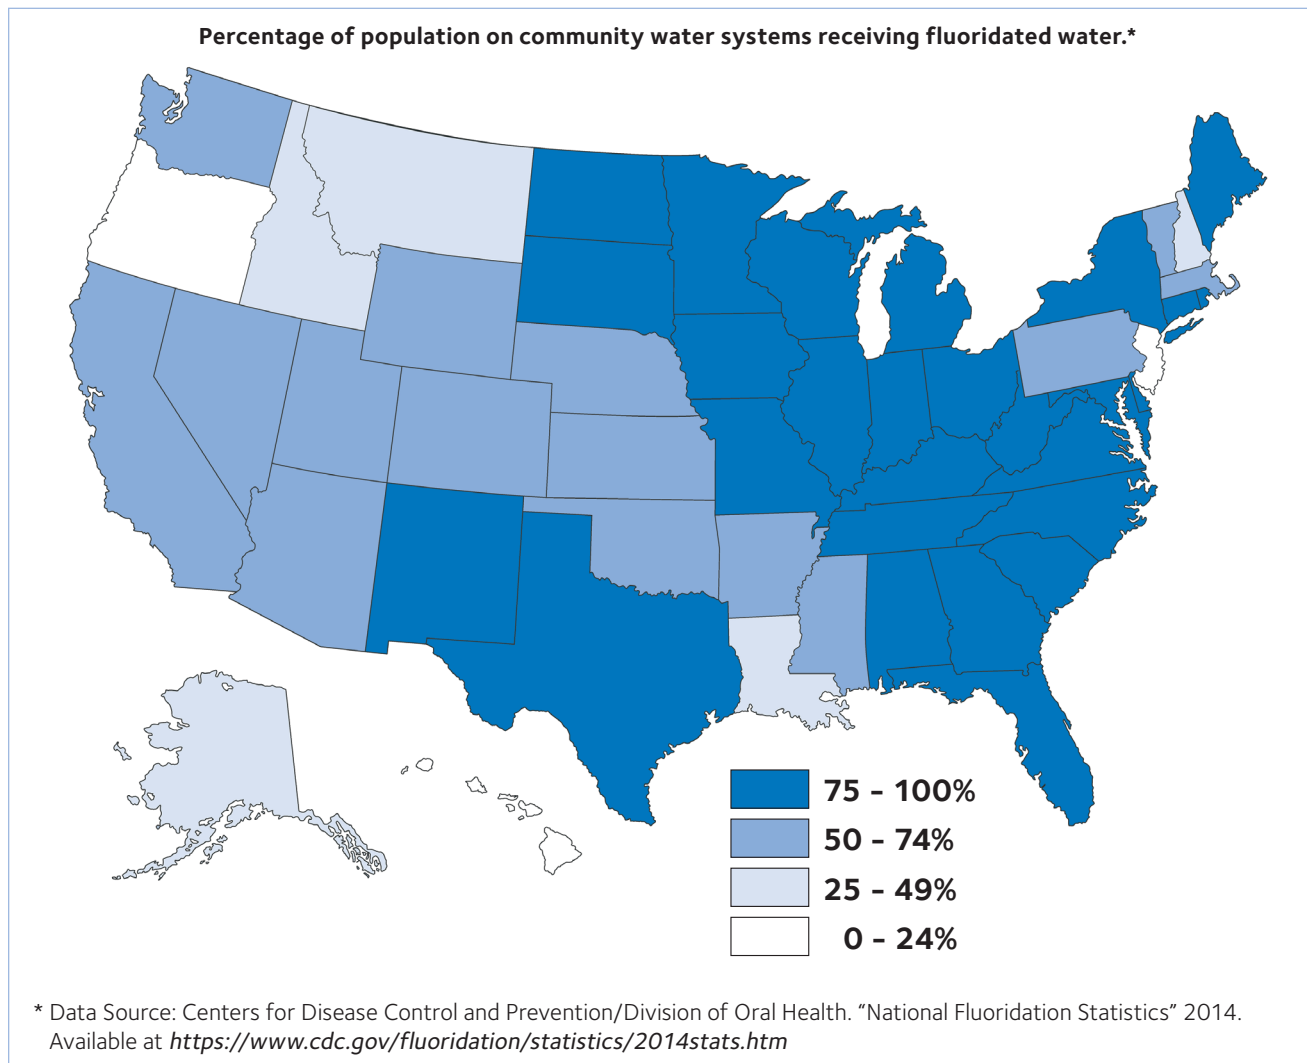 Percentage of population on community water systems receiving fluoridated water.*
75 - 100%
50 - 74%
25 - 49%
0 - 24%
* Data Source: Centers for Disease Control and Prevention/Division of Oral Health. “National Fluoridation Statistics” 2014.
Available at https://www.cdc.gov/fluoridation/statistics/2014stats.htm